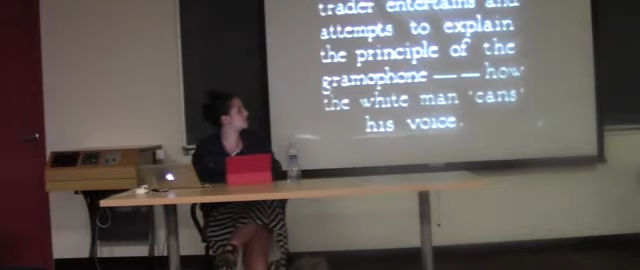 trader entertains and
attempts to explain
the principle of the
gramophone — — how
the white man 'cans'
his voice.